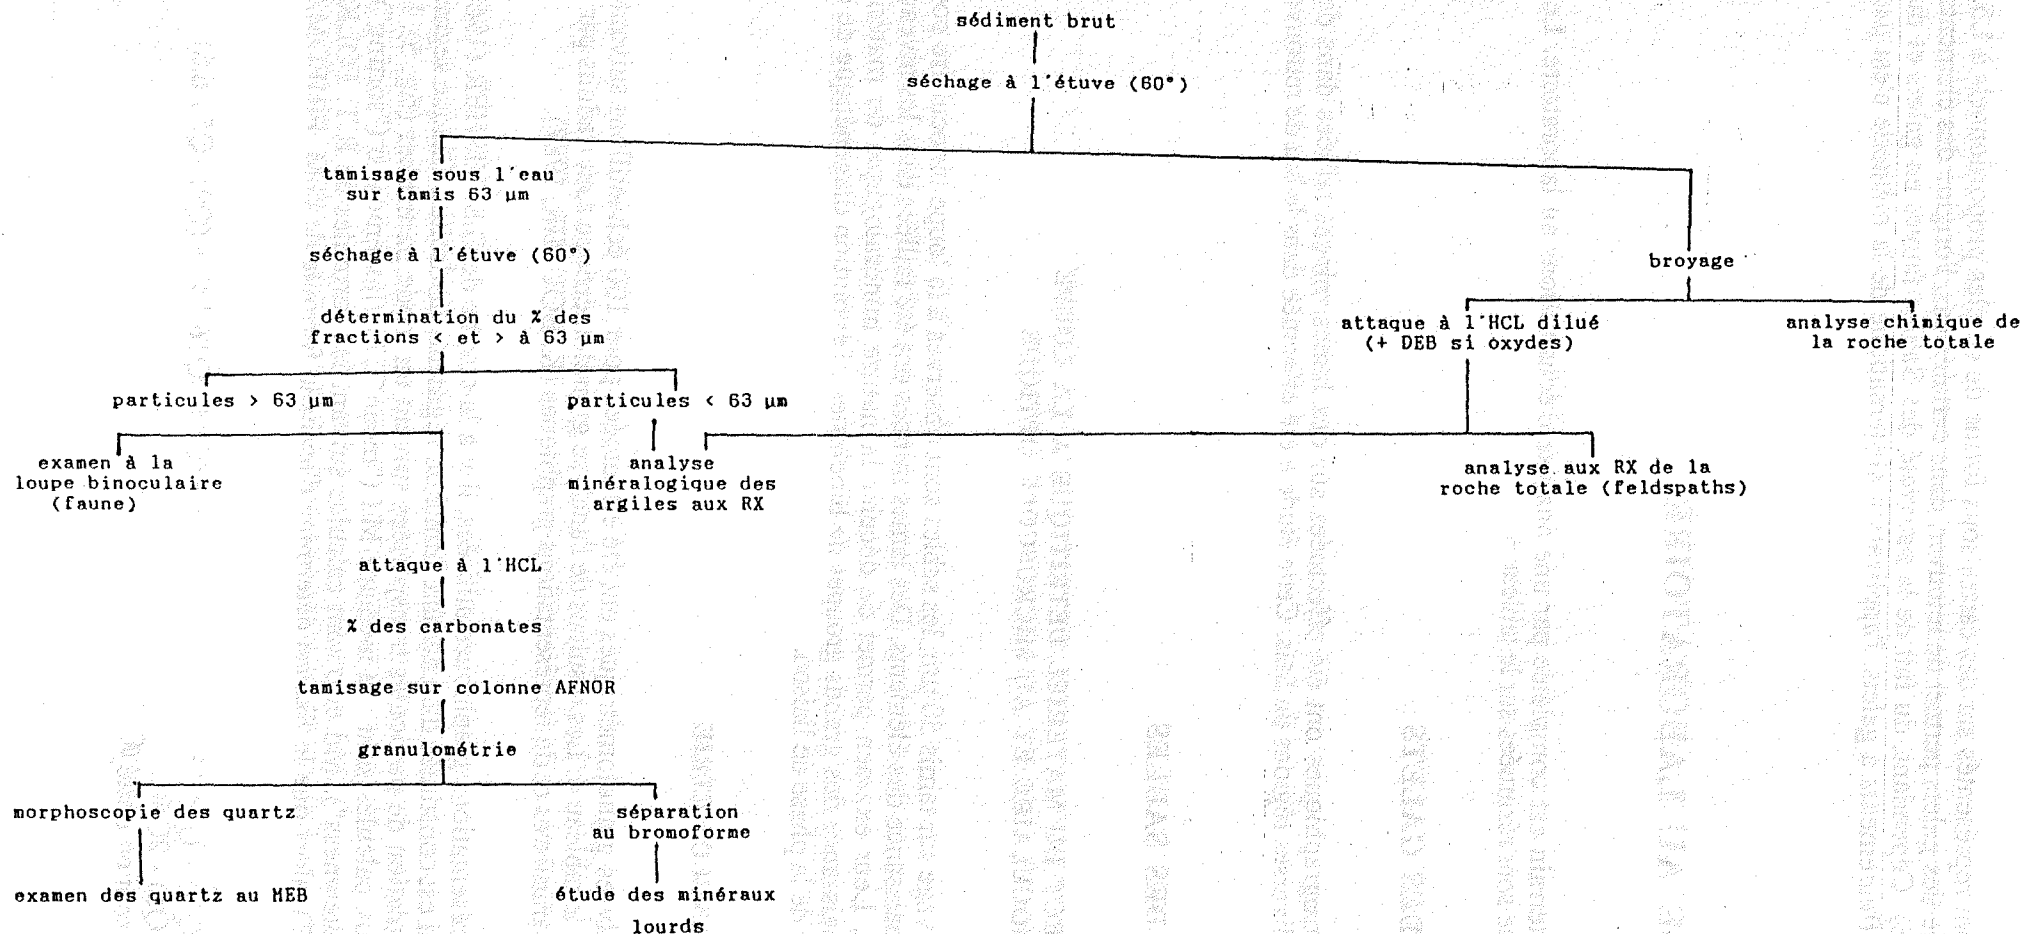 sédiment brut
séchage à l'étuve (60°)
tamisage sous l'eau
sur tamis 63 µm
séchage à l'étuve (60°)
détermination du % des
fractions < et > à 63 µm
broyage
attaque à l'HCL dilué
(+ DEB si oxydes)
analyse chimique de
la roche totale
particules > 63 µm
particules < 63 µm
examen à la
loupe binoculaire
(faune)
analyse
minéralogique des
argiles aux RX
analyse aux RX de la
roche totale (feldspaths)
attaque à l'HCL
% des carbonates
tamisage sur colonne AFNOR
granulométrie
morphoscopie des quartz
séparation
au bromoforme
examen des quartz au MEB
étude des minéraux
lourds